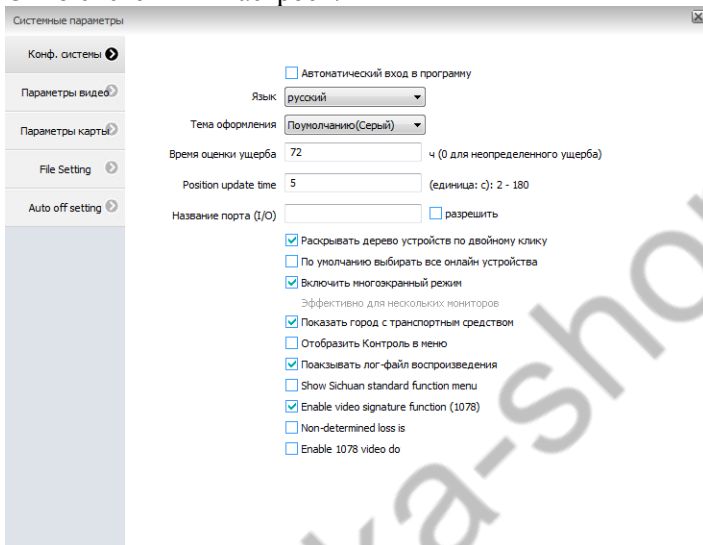 Системные параметры
Конф. системы
Автоматический вход в программу
Параметры видео
Язык русский
Параметры карты
Тема оформления Поумолчанию(Серый)
Время оценки ущерба 72 ч (0 для неопределенного ущерба)
File Setting
Position update time 5 (единица: с): 2 - 180
Auto off setting
Название порта (I/O) разрешить
Раскрывать дерево устройств по двойному клику
По умолчанию выбирать все онлайн устройства
Включить многоэкранный режим
Эффективно для нескольких мониторов
Показать город с транспортным средством
Отобразить Контроль в меню
Поакзывать лог-файл воспроизведения
Show Sichuan standard function menu
Enable video signature function (1078)
Non-determined loss is
Enable 1078 video do
ka-sho